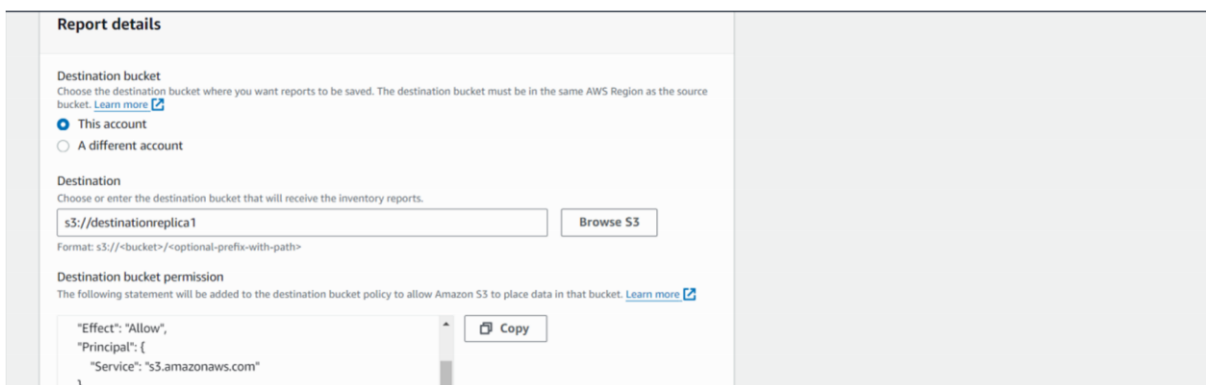 Report details
Destination bucket
Choose the destination bucket where you want reports to be saved. The destination bucket must be in the same AWS Region as the source
bucket. Learn more
This account
A different account
Destination
Choose or enter the destination bucket that will receive the inventory reports.
s3://destinationreplica1
Browse S3
Format: s3://<bucket>/<optional-prefix-with-path>
Destination bucket permission
The following statement will be added to the destination bucket policy to allow Amazon S3 to place data in that bucket. Learn more
"Effect": "Allow",
Copy
"Principal": {
"Service": "s3.amazonaws.com"
}